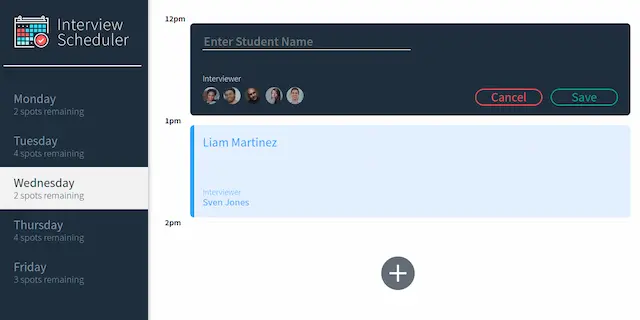 Interview
Scheduler
Monday
2 spots remaining
Tuesday
4 spots remaining
Wednesday
2 spots remaining
Thursday
4 spots remaining
Friday
3 spots remaining
12pm
Enter Student Name
Interviewer
Cancel
Save
1pm
Liam Martinez
Interviewer
Sven Jones
2pm